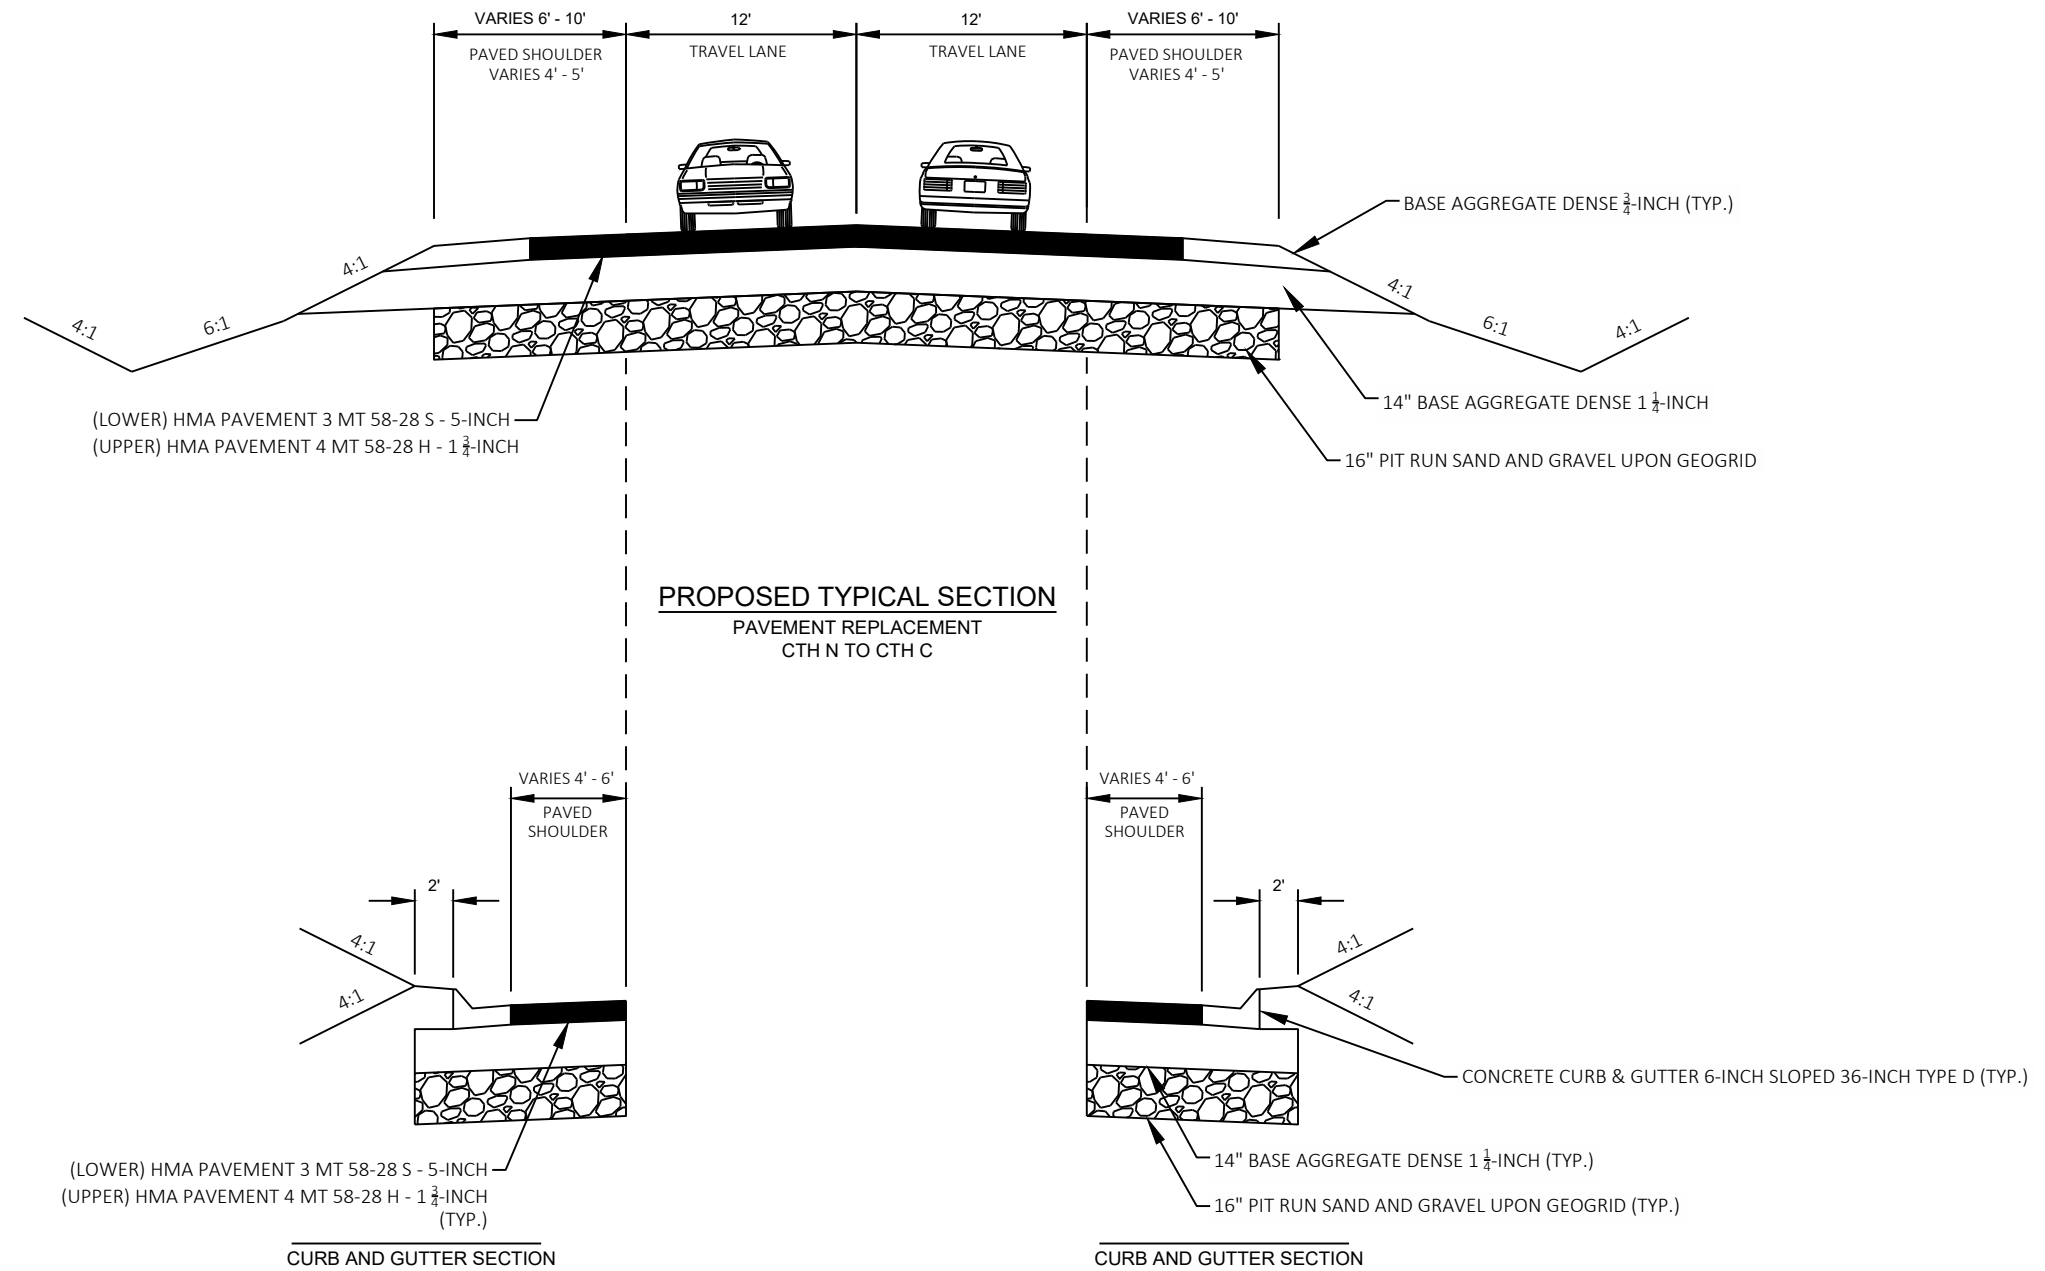 VARIES 6' - 10'
12'
12'
VARIES 6' - 10'
PAVED SHOULDER
VARIES 4' - 5'
TRAVEL LANE
TRAVEL LANE
PAVED SHOULDER
VARIES 4' - 5'
BASE AGGREGATE DENSE 3/4-INCH (TYP.)
4:1
4:1
4:1
6:1
6:1
4:1
(LOWER) HMA PAVEMENT 3 MT 58-28 S - 5-INCH
(UPPER) HMA PAVEMENT 4 MT 58-28 H - 1 3/4-INCH
14" BASE AGGREGATE DENSE 1 1/4-INCH
16" PIT RUN SAND AND GRAVEL UPON GEOGRID
PROPOSED TYPICAL SECTION
PAVEMENT REPLACEMENT
CTH N TO CTH C
VARIES 4' - 6'
PAVED
SHOULDER
VARIES 4' - 6'
PAVED
SHOULDER
2'
2'
4:1
4:1
4:1
4:1
CONCRETE CURB & GUTTER 6-INCH SLOPED 36-INCH TYPE D (TYP.)
(LOWER) HMA PAVEMENT 3 MT 58-28 S - 5-INCH
(UPPER) HMA PAVEMENT 4 MT 58-28 H - 1 3/4-INCH
(TYP.)
14" BASE AGGREGATE DENSE 1 1/4-INCH (TYP.)
16" PIT RUN SAND AND GRAVEL UPON GEOGRID (TYP.)
CURB AND GUTTER SECTION
CURB AND GUTTER SECTION